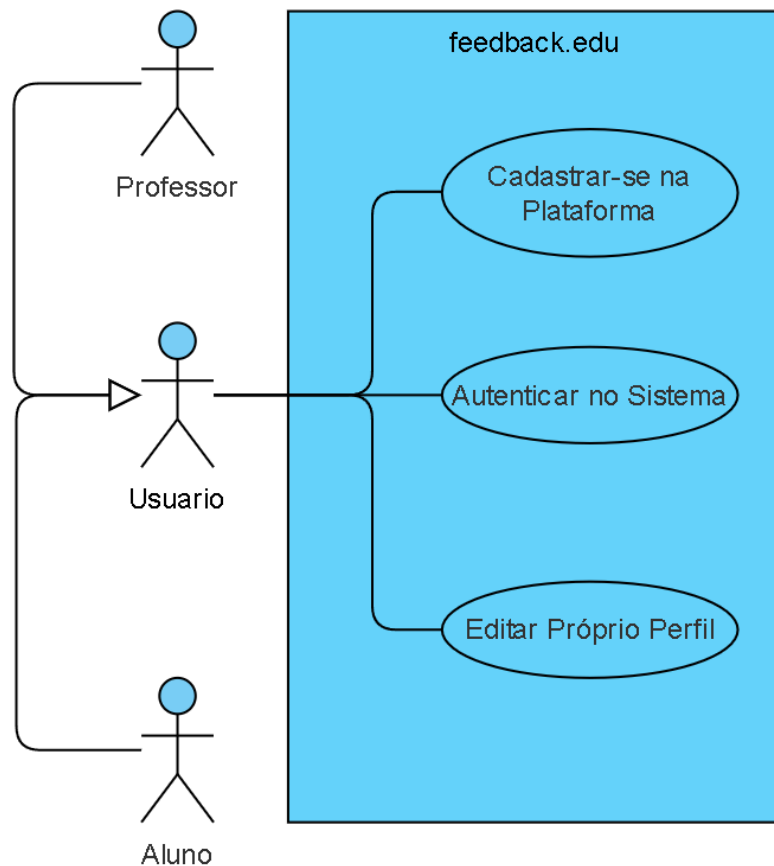 feedback.edu
Professor
Cadastrar-se na
Plataforma
Usuario
Autenticar no Sistema
Editar Próprio Perfil
Aluno